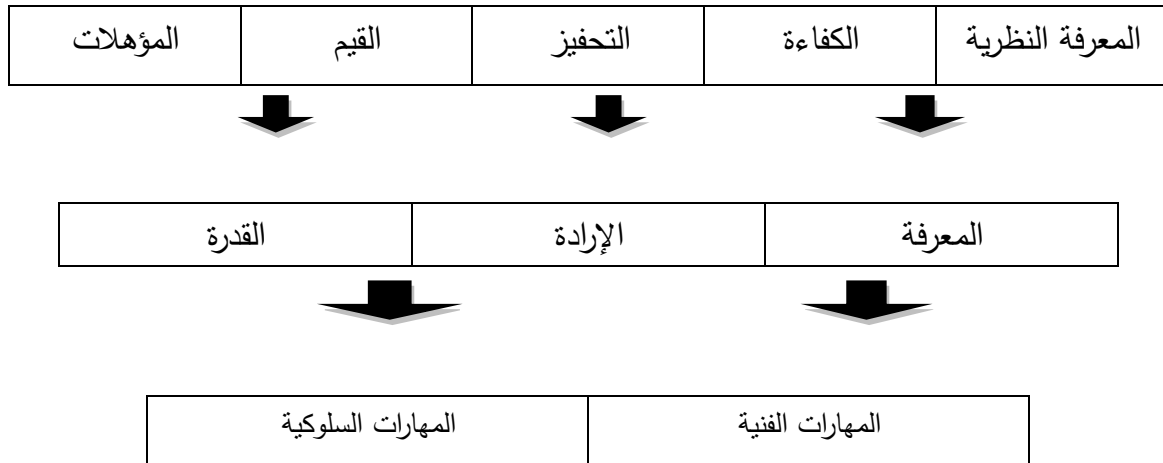 المعرفة النظرية الكفاءة التحفيز القيم المؤهلات
المعرفة الإرادة القدرة
المهارات الفنية المهارات السلوكية